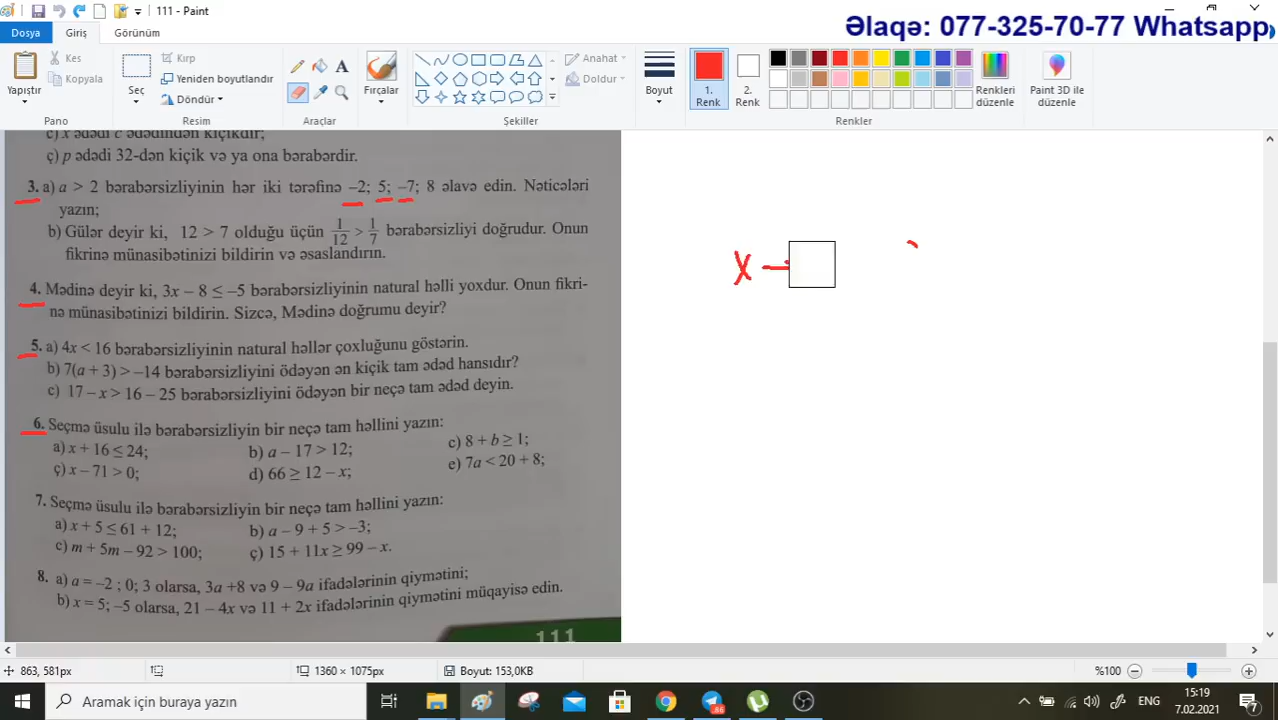 111 - Paint
Əlaqə: 077-325-70-77 Whatsapp
Dosya Giriş Görünüm
Yapıştır
Kes
Kopyala
Pano
Seç
Kırp
Yeniden boyutlandır
Döndür
Resim
A
Araçlar
Fırçalar
Anahat
Doldur
Şekiller
Boyut
1. Renk
2. Renk
Renkleri düzenle
Paint 3D ile düzenle
Renkler
c) x ədədi c ədədindən kiçikdir;
ç) p ədədi 32-dən kiçik və ya ona bərabərdir.
3. a) a > 2 bərabərsizliyinin hər iki tərəfinə –2; 5; –7; 8 əlavə edin. Nəticələri
yazın;
b) Gülər deyir ki, 12 > 7 olduğu üçün 1/12 > 1/7 bərabərsizliyi doğrudur. Onun
fikrinə münasibətinizi bildirin və əsaslandırın.
4. Mədinə deyir ki, 3x – 8 ≤ –5 bərabərsizliyinin natural həlli yoxdur. Onun fikri-
nə münasibətinizi bildirin. Sizcə, Mədinə doğrumu deyir?
5. a) 4x < 16 bərabərsizliyinin natural həllər çoxluğunu göstərin.
b) 7(a + 3) > –14 bərabərsizliyini ödəyən ən kiçik tam ədəd hansıdır?
c) 17 – x > 16 – 25 bərabərsizliyini ödəyən bir neçə tam ədəd deyin.
6. Seçmə üsulu ilə bərabərsizliyin bir neçə tam həllini yazın:
a) x + 16 ≤ 24; b) a – 17 > 12; c) 8 + b ≥ 1;
ç) x – 71 > 0; d) 66 ≥ 12 – x; e) 7a < 20 + 8;
7. Seçmə üsulu ilə bərabərsizliyin bir neçə tam həllini yazın:
a) x + 5 ≤ 61 + 12; b) a – 9 + 5 > –3;
c) m + 5m – 92 > 100; ç) 15 + 11x ≥ 99 – x.
8. a) a = –2 ; 0; 3 olarsa, 3a +8 və 9 – 9a ifadələrinin qiymətini;
b) x = 5; –5 olarsa, 21 – 4x və 11 + 2x ifadələrinin qiymətini müqayisə edin.
111
x –
863, 581px
1360 × 1075px
Boyut: 153,0KB
%100
Aramak için buraya yazın
86
ENG
15:19
7.02.2021
7